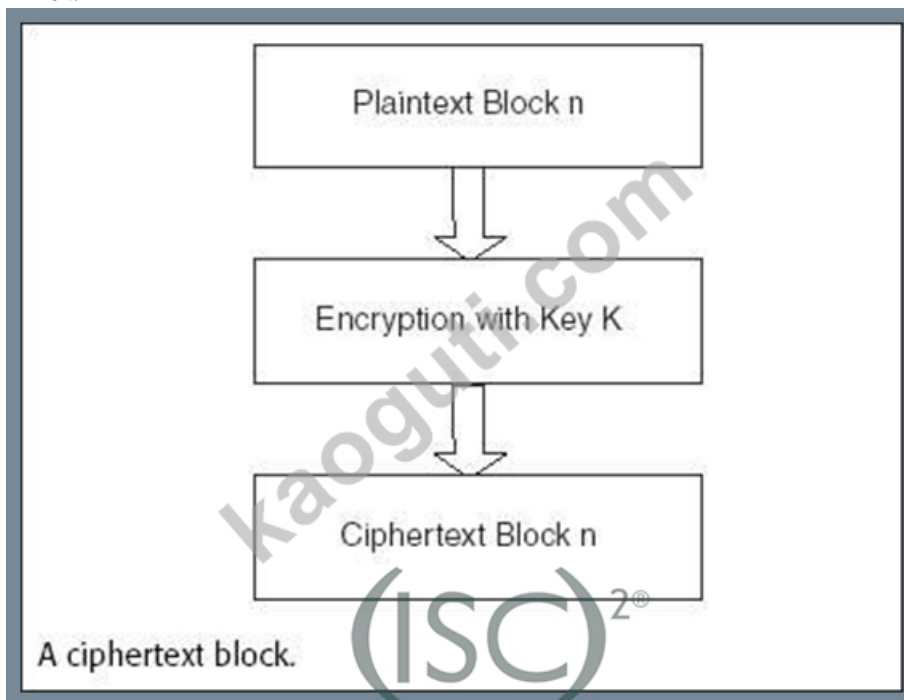 Plaintext Block n
Encryption with Key K
Ciphertext Block n
kaoguti.com
(ISC)2®
A ciphertext block.